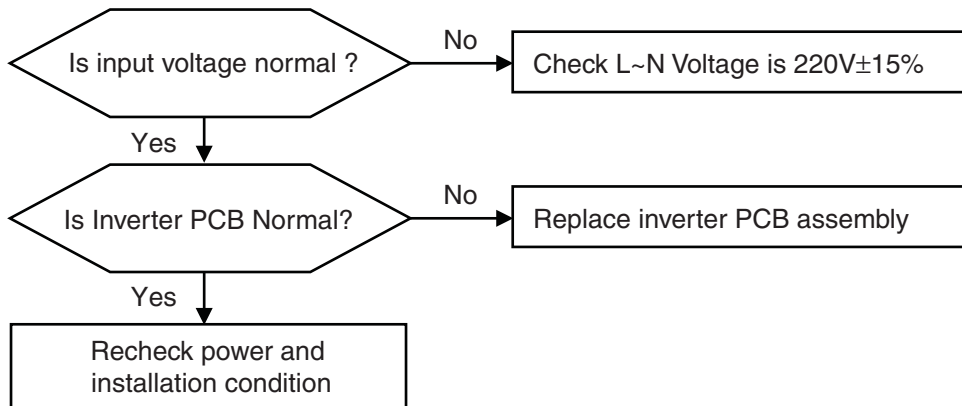 Is input voltage normal ?
No
Check L~N Voltage is 220V±15%
Yes
Is Inverter PCB Normal?
No
Replace inverter PCB assembly
Yes
Recheck power and
installation condition